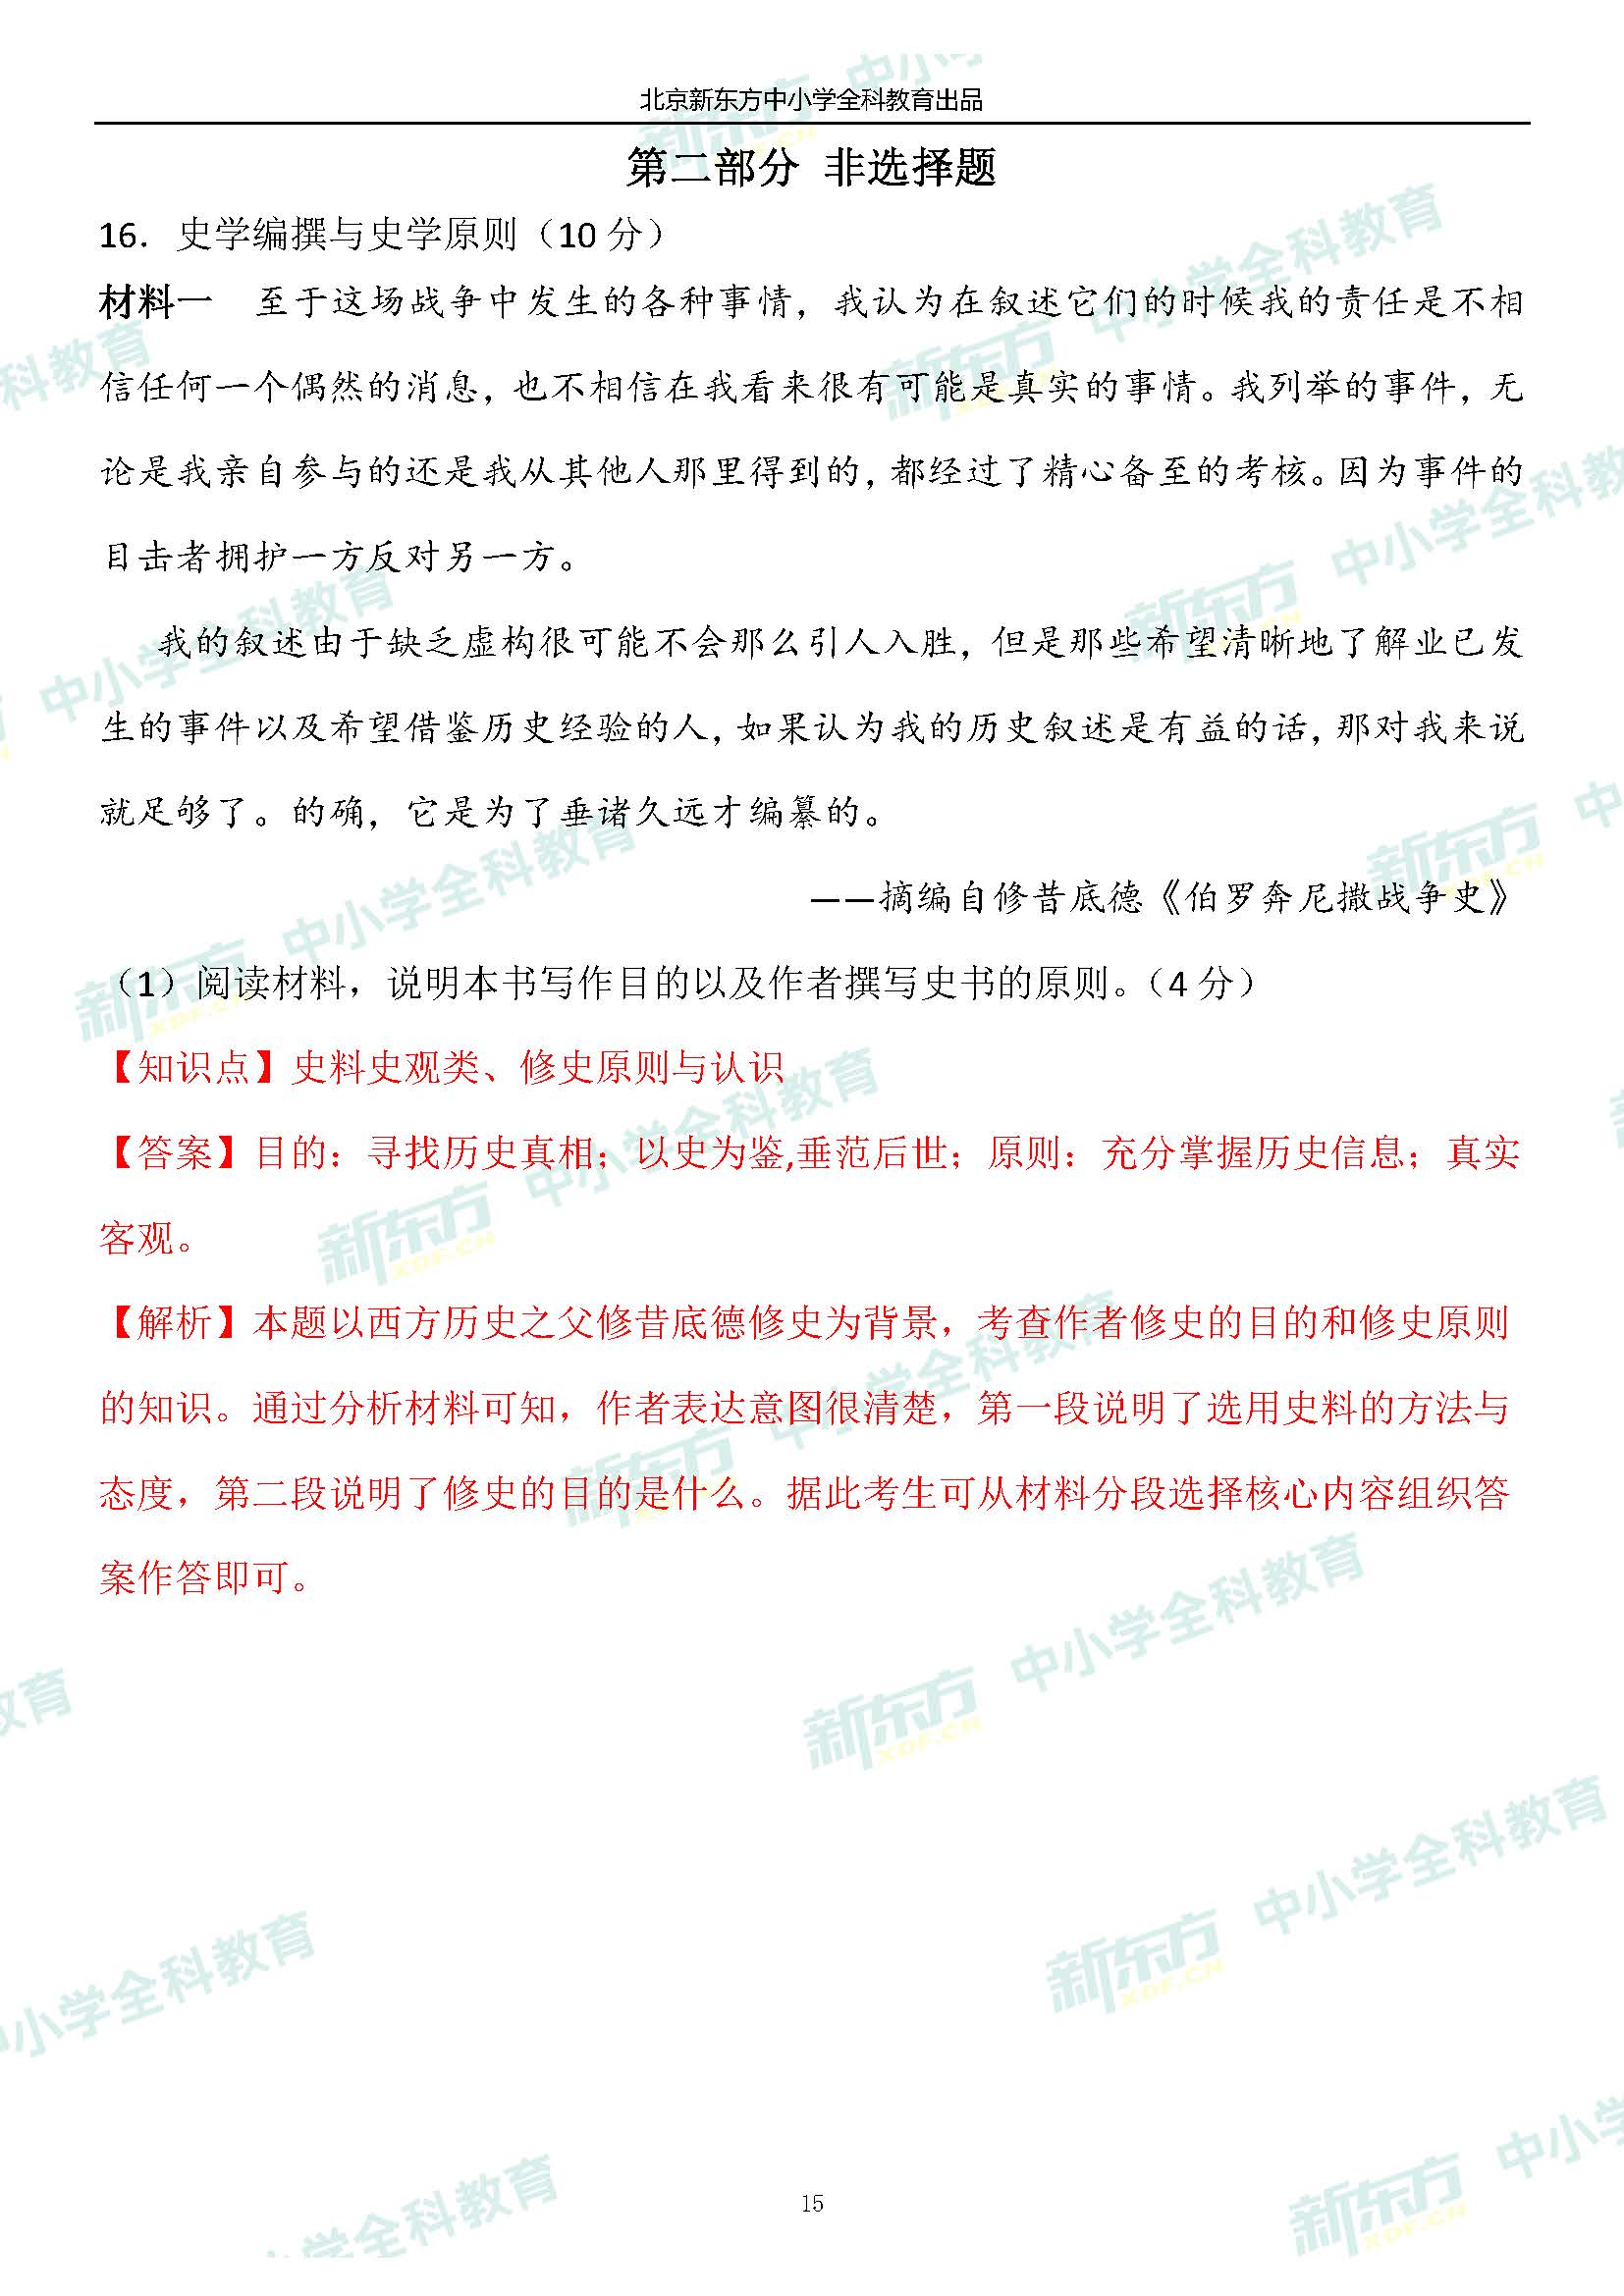 北京新东方中小学全科教育出品
第二部分 非选择题
16．史学编撰与史学原则（10 分）
材料一 至于这场战争中发生的各种事情，我认为在叙述它们的时候我的责任是不相
信任何一个偶然的消息，也不相信在我看来很有可能是真实的事情。我列举的事件，无
论是我亲自参与的还是我从其他人那里得到的，都经过了精心备至的考核。因为事件的
目击者拥护一方反对另一方。
我的叙述由于缺乏虚构很可能不会那么引人入胜，但是那些希望清晰地了解业已发
生的事件以及希望借鉴历史经验的人，如果认为我的历史叙述是有益的话，那对我来说
就足够了。的确，它是为了垂诸久远才编纂的。
——摘编自修昔底德《伯罗奔尼撒战争史》
（1）阅读材料，说明本书写作目的以及作者撰写史书的原则。（4 分）
【知识点】史料史观类、修史原则与认识
【答案】目的：寻找历史真相；以史为鉴,垂范后世；原则：充分掌握历史信息；真实
客观。
【解析】本题以西方历史之父修昔底德修史为背景，考查作者修史的目的和修史原则
的知识。通过分析材料可知，作者表达意图很清楚，第一段说明了选用史料的方法与
态度，第二段说明了修史的目的是什么。据此考生可从材料分段选择核心内容组织答
案作答即可。
新东方 XDF.CN 中小学全科教育
15